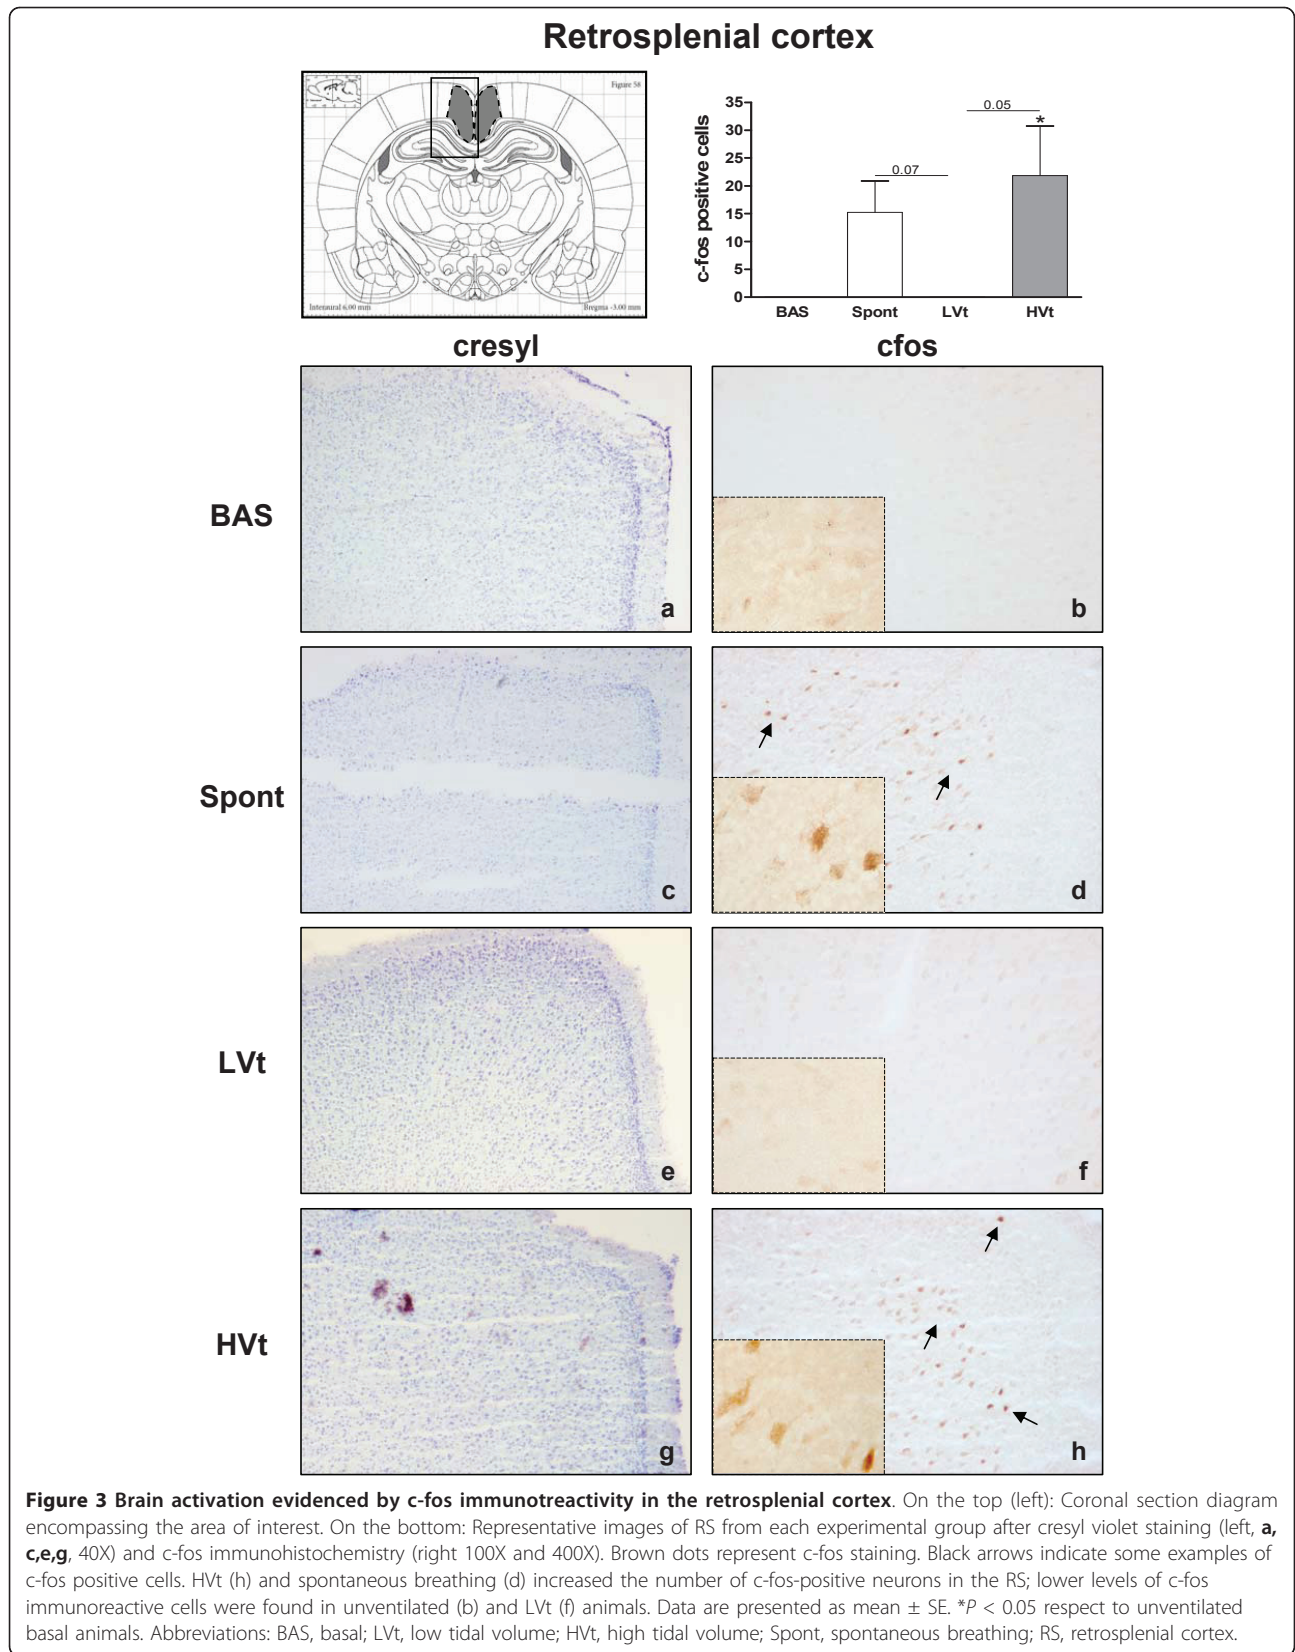 Retrosplenial cortex
Figure 58
Interaural 6.00 mm
Bregma -3.00 mm
c-fos positive cells
35
30
25
20
15
10
5
0
0.07
0.05
*
BAS
Spont
LVt
HVt
cresyl
cfos
BAS
a
b
Spont
c
d
LVt
e
f
HVt
g
h
Figure 3 Brain activation evidenced by c-fos immunotreactivity in the retrosplenial cortex. On the top (left): Coronal section diagram
encompassing the area of interest. On the bottom: Representative images of RS from each experimental group after cresyl violet staining (left, a,
c,e,g, 40X) and c-fos immunohistochemistry (right 100X and 400X). Brown dots represent c-fos staining. Black arrows indicate some examples of
c-fos positive cells. HVt (h) and spontaneous breathing (d) increased the number of c-fos-positive neurons in the RS; lower levels of c-fos
immunoreactive cells were found in unventilated (b) and LVt (f) animals. Data are presented as mean ± SE. *P < 0.05 respect to unventilated
basal animals. Abbreviations: BAS, basal; LVt, low tidal volume; HVt, high tidal volume; Spont, spontaneous breathing; RS, retrosplenial cortex.